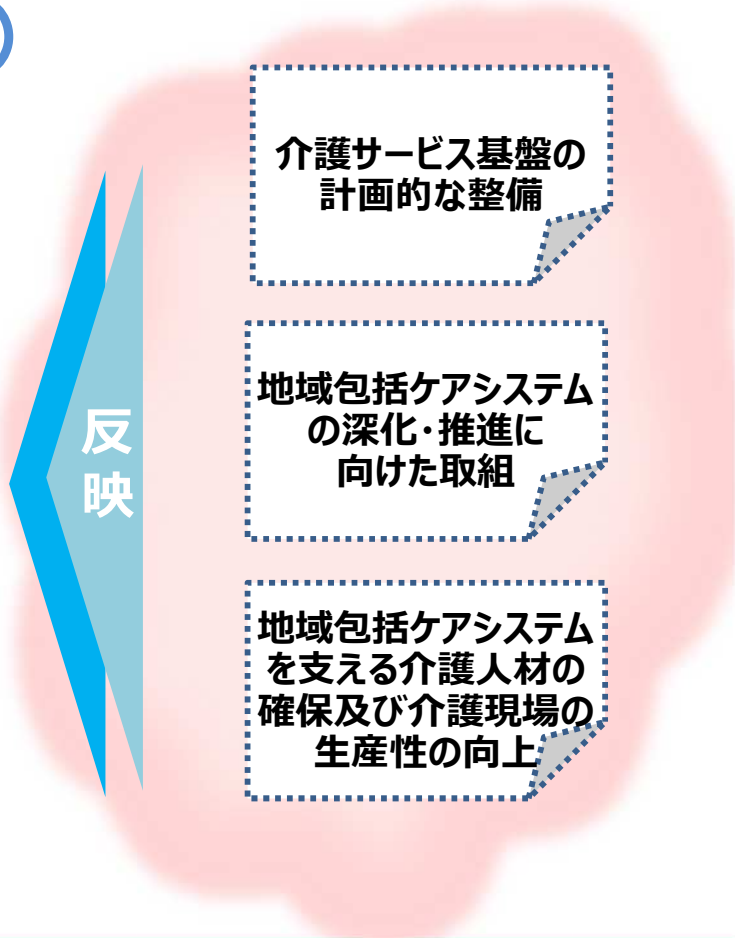 介護サービス基盤の
計画的な整備
地域包括ケアシステム
の深化・推進に
向けた取組
反映
地域包括ケアシステム
を支える介護人材の
確保及び介護現場の
生産性の向上